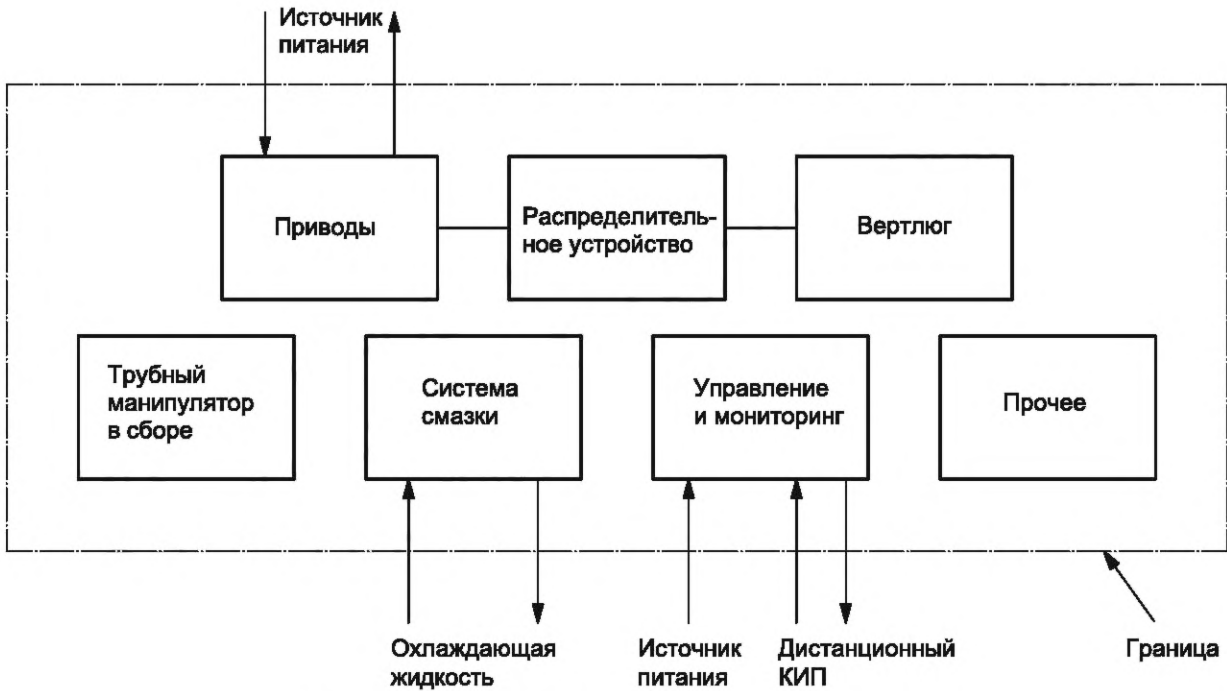 Источник
питания
Приводы
Распределитель-
ное устройство
Вертлюг
Трубный
манипулятор
в сборе
Система
смазки
Управление
и мониторинг
Прочее
Охлаждающая
жидкость
Источник
питания
Дистанционный
КИП
Граница